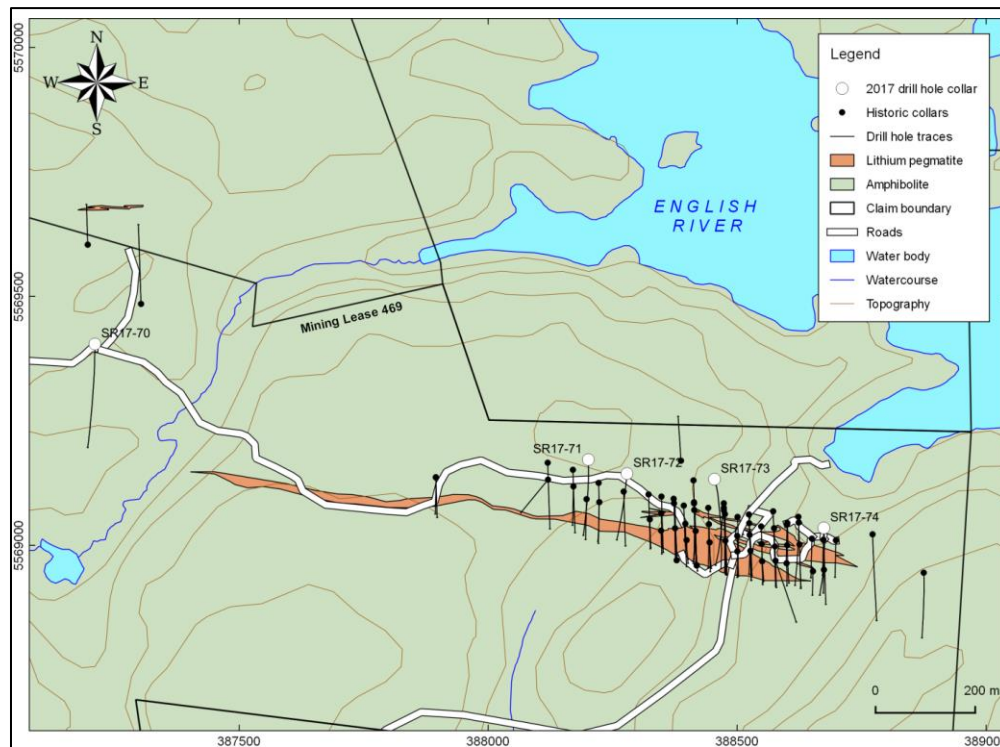 N
W
E
S
5570000
5569500
5569000
Legend
2017 drill hole collar
Historic collars
Drill hole traces
Lithium pegmatite
Amphibolite
Claim boundary
Roads
Water body
Watercourse
Topography
ENGLISH
RIVER
Mining Lease 469
SR17-70
SR17-71
SR17-72
SR17-73
SR17-74
0
200 m
387500
388000
388500
38900